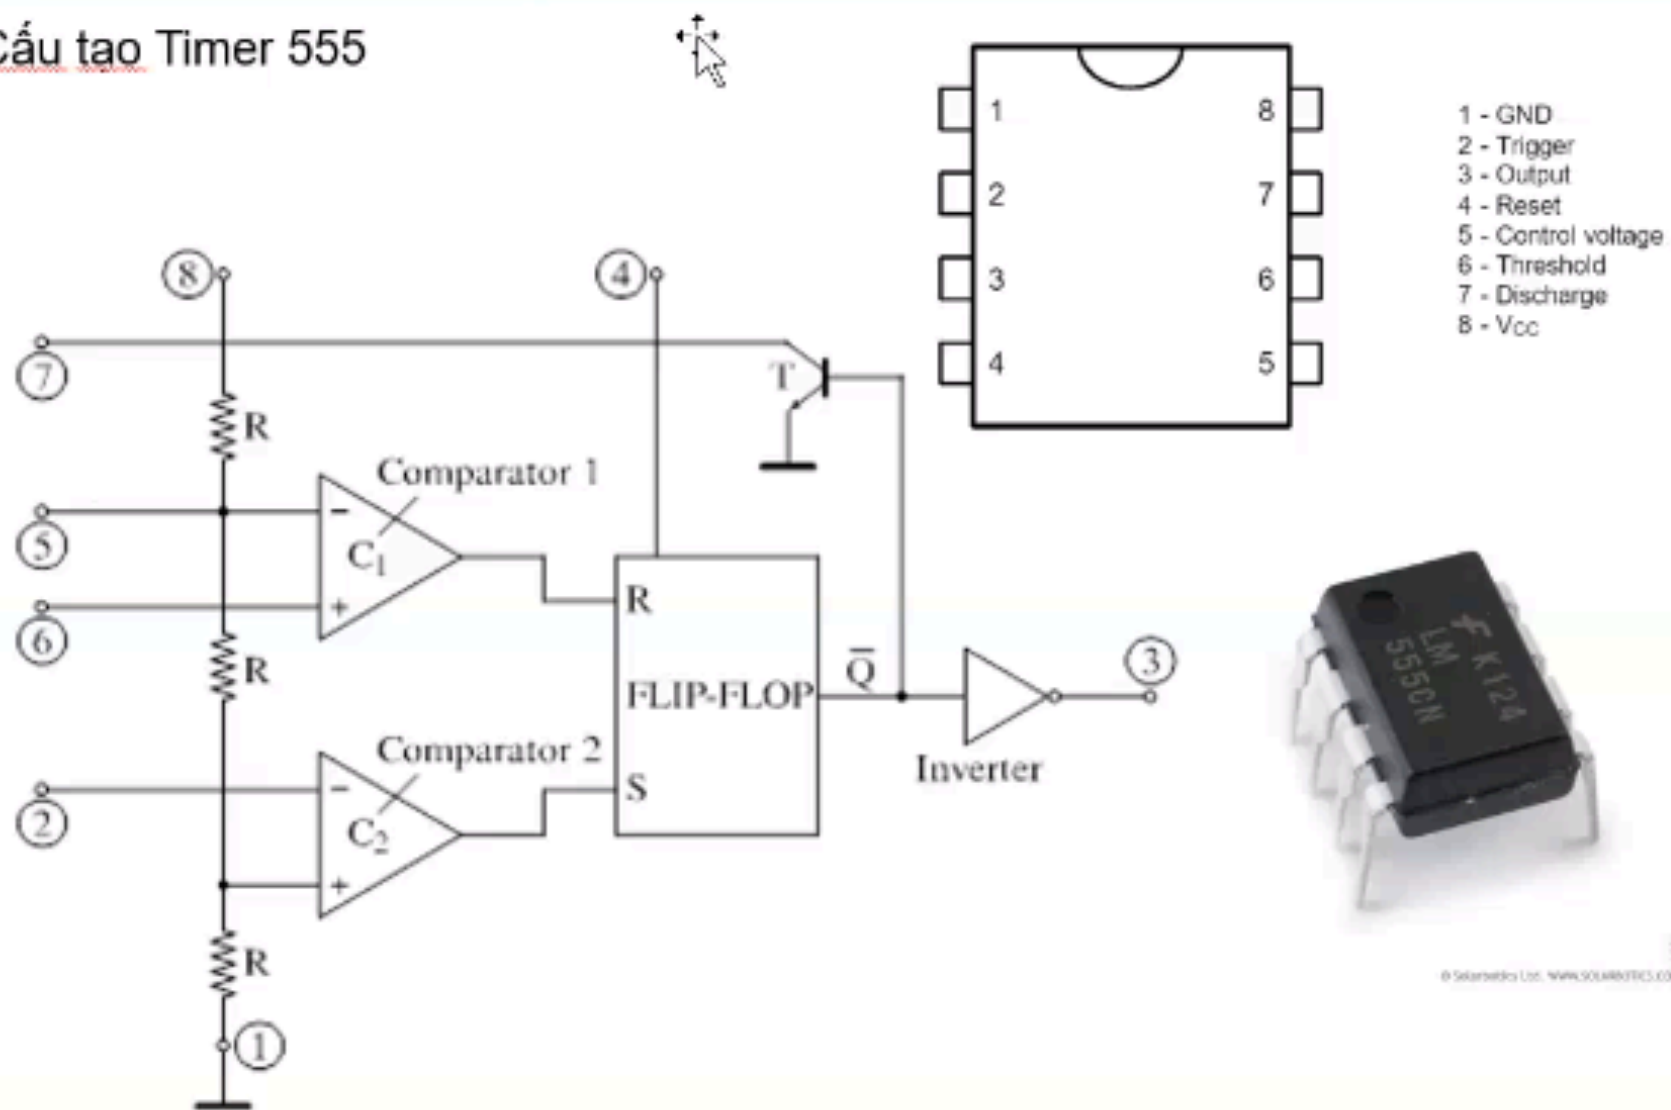 Cấu tạo Timer 555
1
2
3
4
8
7
6
5
1 - GND
2 - Trigger
3 - Output
4 - Reset
5 - Control voltage
6 - Threshold
7 - Discharge
8 - VCC
8
4
7
T
R
Comparator 1
5
−
C1
+
6
R
R
FLIP-FLOP
Q̅
3
Inverter
Comparator 2
S
2
−
C2
+
R
1
K124
LM
555CN